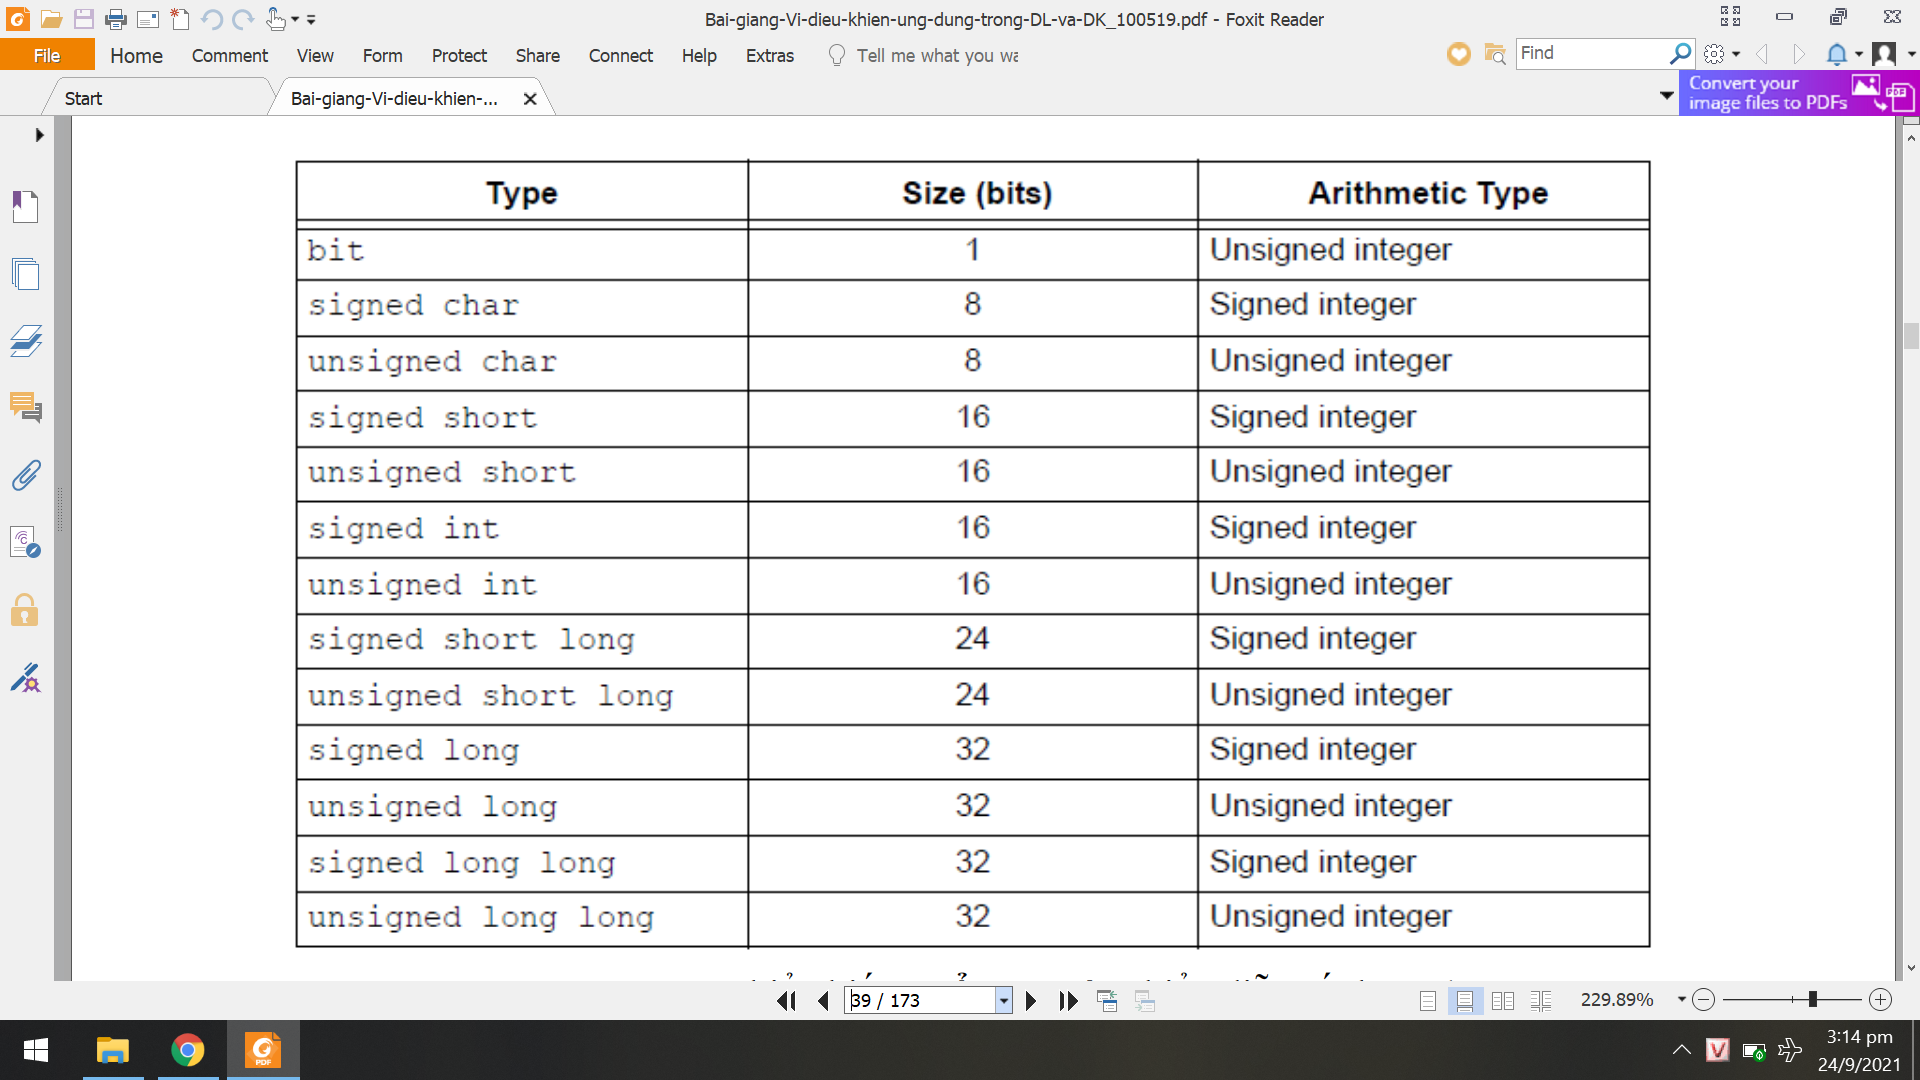 Bai-giang-Vi-dieu-khien-ung-dung-trong-DL-va-DK_100519.pdf - Foxit Reader
File Home Comment View Form Protect Share Connect Help Extras Tell me what you wa Find
Start Bai-giang-Vi-dieu-khien-...
Convert your
image files to PDFs
Type Size (bits) Arithmetic Type
bit 1 Unsigned integer
signed char 8 Signed integer
unsigned char 8 Unsigned integer
signed short 16 Signed integer
unsigned short 16 Unsigned integer
signed int 16 Signed integer
unsigned int 16 Unsigned integer
signed short long 24 Signed integer
unsigned short long 24 Unsigned integer
signed long 32 Signed integer
unsigned long 32 Unsigned integer
signed long long 32 Signed integer
unsigned long long 32 Unsigned integer
39 / 173 229.89%
3:14 pm
24/9/2021